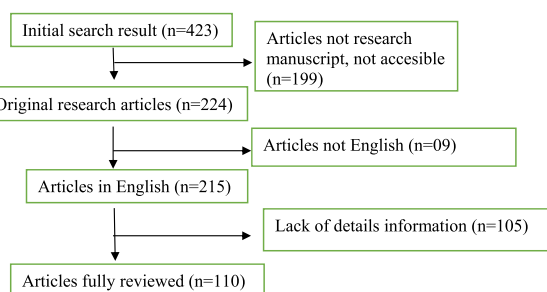 Initial search result (n=423)
Articles not research
manuscript, not accesible
(n=199)
Original research articles (n=224)
Articles not English (n=09)
Articles in English (n=215)
Lack of details information (n=105)
Articles fully reviewed (n=110)